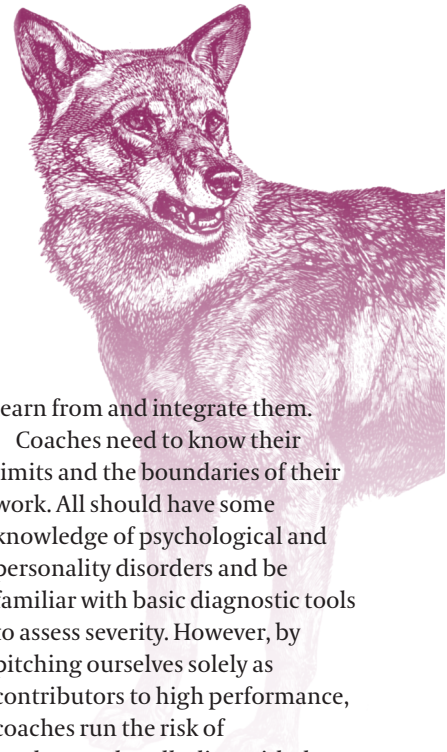 earn from and integrate them.
Coaches need to know their
imits and the boundaries of their
work. All should have some
knowledge of psychological and
personality disorders and be
familiar with basic diagnostic tools
to assess severity. However, by
pitching ourselves solely as
contributors to high performance,
coaches run the risk of